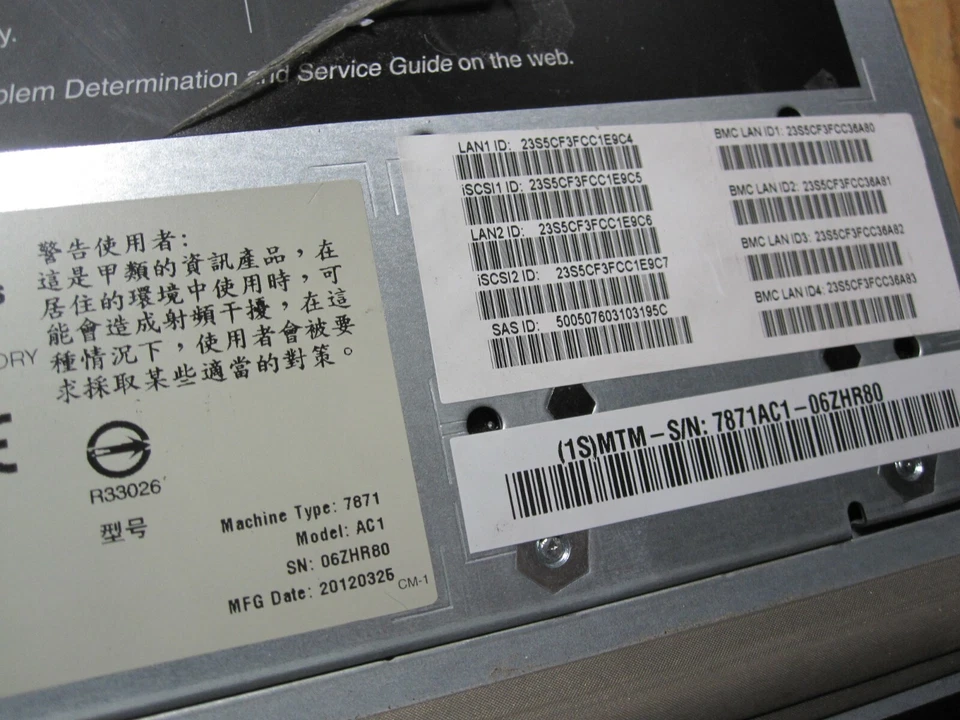 y.
blem Determination and Service Guide on the web.
警告使用者:
這是甲類的資訊產品，在
居住的環境中使用時，可
能會造成射頻干擾，在這
種情況下，使用者會被要
求採取某些適當的對策。
s
ORY
CE
R33026
型号
Machine Type: 7871
Model: AC1
SN: 06ZHR80
MFG Date: 20120325
CM-1
LAN1 ID: 23S5CF3FCC1E9C4
iSCSI1 ID: 23S5CF3FCC1E9C5
LAN2 ID: 23S5CF3FCC1E9C6
iSCSI2 ID: 23S5CF3FCC1E9C7
SAS ID: 500507603103195C
BMC LAN ID1: 23S5CF3FCC36A80
BMC LAN ID2: 23S5CF3FCC36A81
BMC LAN ID3: 23S5CF3FCC36A82
BMC LAN ID4: 23S5CF3FCC36A83
(1S)MTM – S/N: 7871AC1–06ZHR80